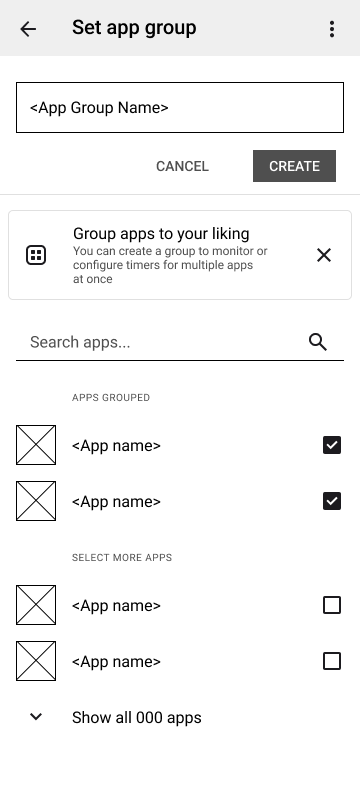 Set app group
<App Group Name>
CANCEL
CREATE
Group apps to your liking
You can create a group to monitor or
configure timers for multiple apps
at once
Search apps...
APPS GROUPED
<App name>
<App name>
SELECT MORE APPS
<App name>
<App name>
Show all 000 apps